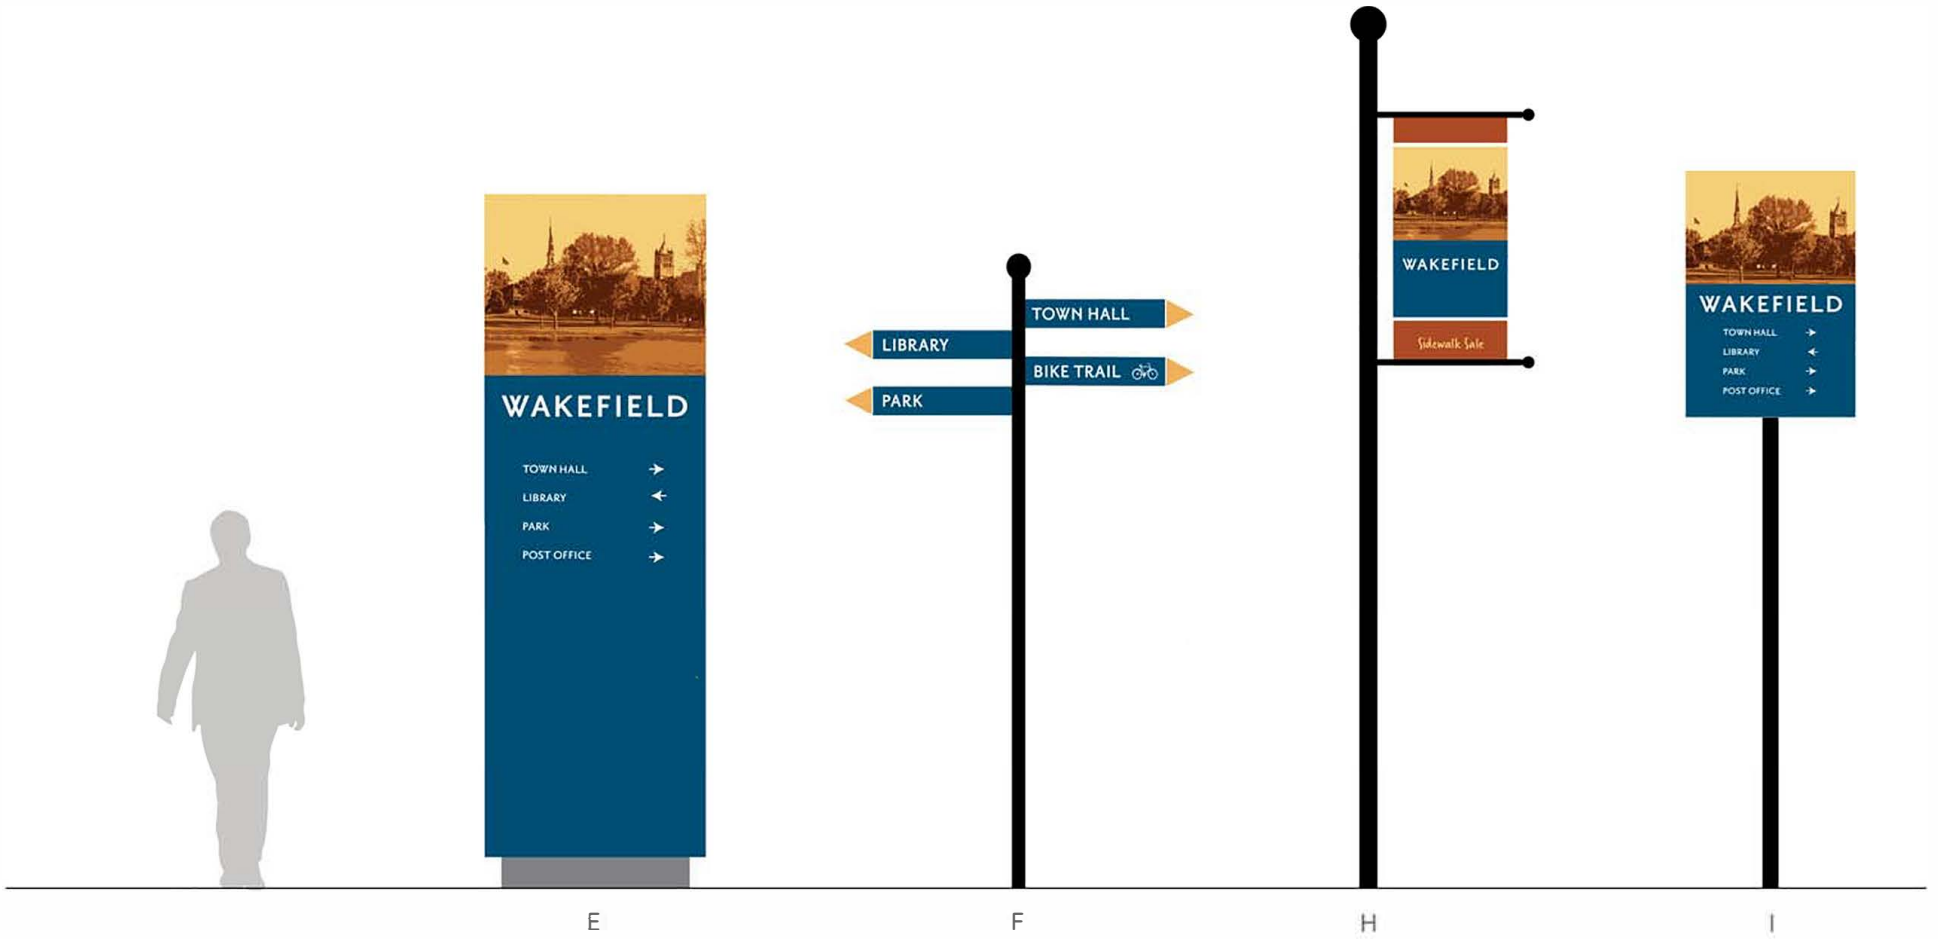 WAKEFIELD
TOWN HALL →
LIBRARY ←
PARK →
POST OFFICE →
TOWN HALL
LIBRARY
BIKE TRAIL
PARK
WAKEFIELD
Sidewalk Sale
WAKEFIELD
TOWN HALL →
LIBRARY ←
PARK →
POST OFFICE →
E
F
H
I